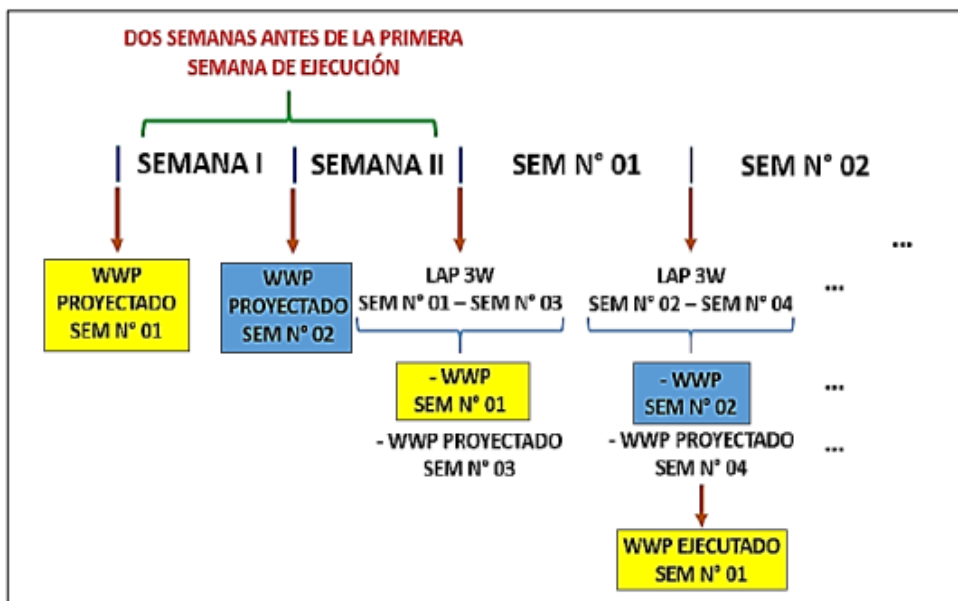 DOS SEMANAS ANTES DE LA PRIMERA
SEMANA DE EJECUCIÓN
SEMANA I
SEMANA II
SEM N° 01
SEM N° 02
...
WWP
PROYECTADO
SEM N° 01
WWP
PROYECTADO
SEM N° 02
LAP 3W
SEM N° 01 – SEM N° 03
LAP 3W
SEM N° 02 – SEM N° 04
...
- WWP
SEM N° 01
- WWP
SEM N° 02
...
- WWP PROYECTADO
SEM N° 03
- WWP PROYECTADO
SEM N° 04
...
WWP EJECUTADO
SEM N° 01